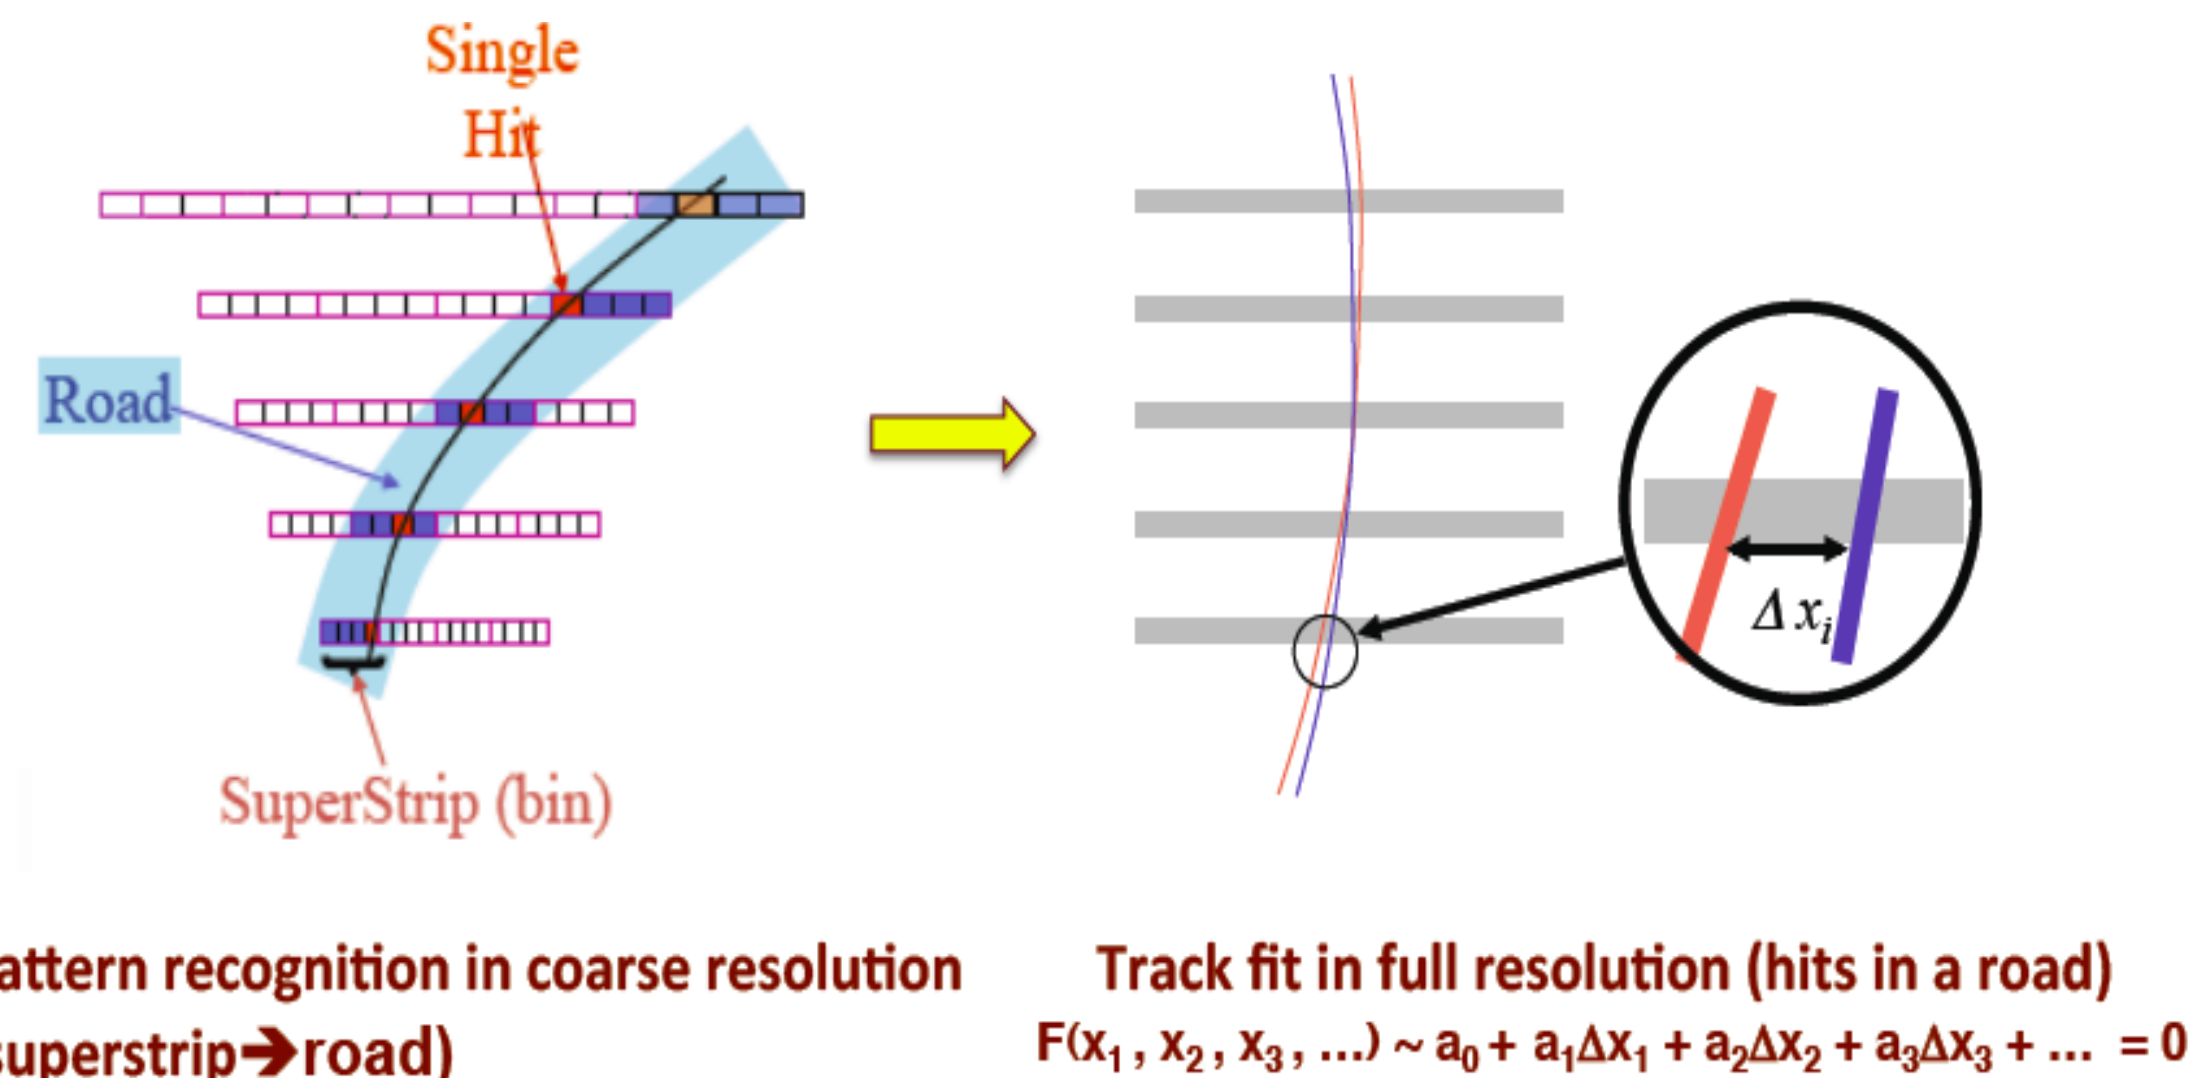 Single
Hit
Road
SuperStrip (bin)
Δxᵢ
attern recognition in coarse resolution
superstrip➔road)
Track fit in full resolution (hits in a road)
F(x₁, x₂, x₃, ...) ~ a₀ + a₁Δx₁ + a₂Δx₂ + a₃Δx₃ + ... = 0